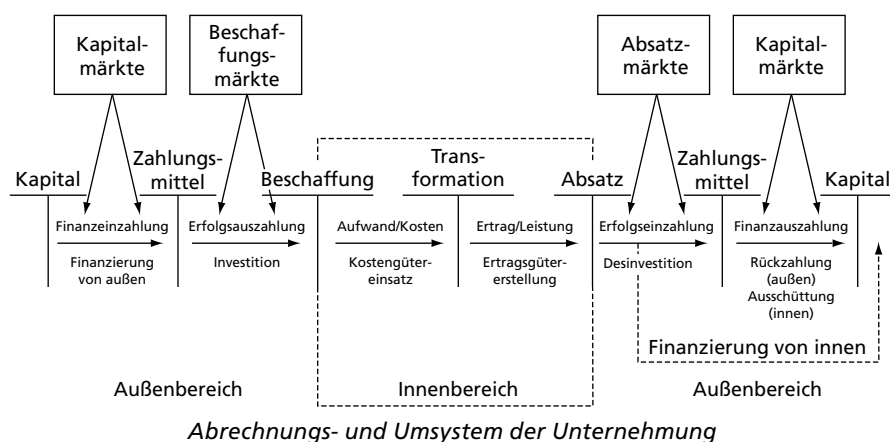 Kapital-
märkte
Beschaf-
fungs-
märkte
Absatz-
märkte
Kapital-
märkte
Kapital
Zahlungs-
mittel
Beschaffung
Trans-
formation
Absatz
Zahlungs-
mittel
Kapital
Finanzeinzahlung
Finanzierung
von außen
Erfolgsauszahlung
Investition
Aufwand/Kosten
Kostengüter-
einsatz
Ertrag/Leistung
Ertragsgüter-
erstellung
Erfolgseinzahlung
Desinvestition
Finanzauszahlung
Rückzahlung
(außen)
Ausschüttung
(innen)
Finanzierung von innen
Außenbereich
Innenbereich
Außenbereich
Abrechnungs- und Umsystem der Unternehmung